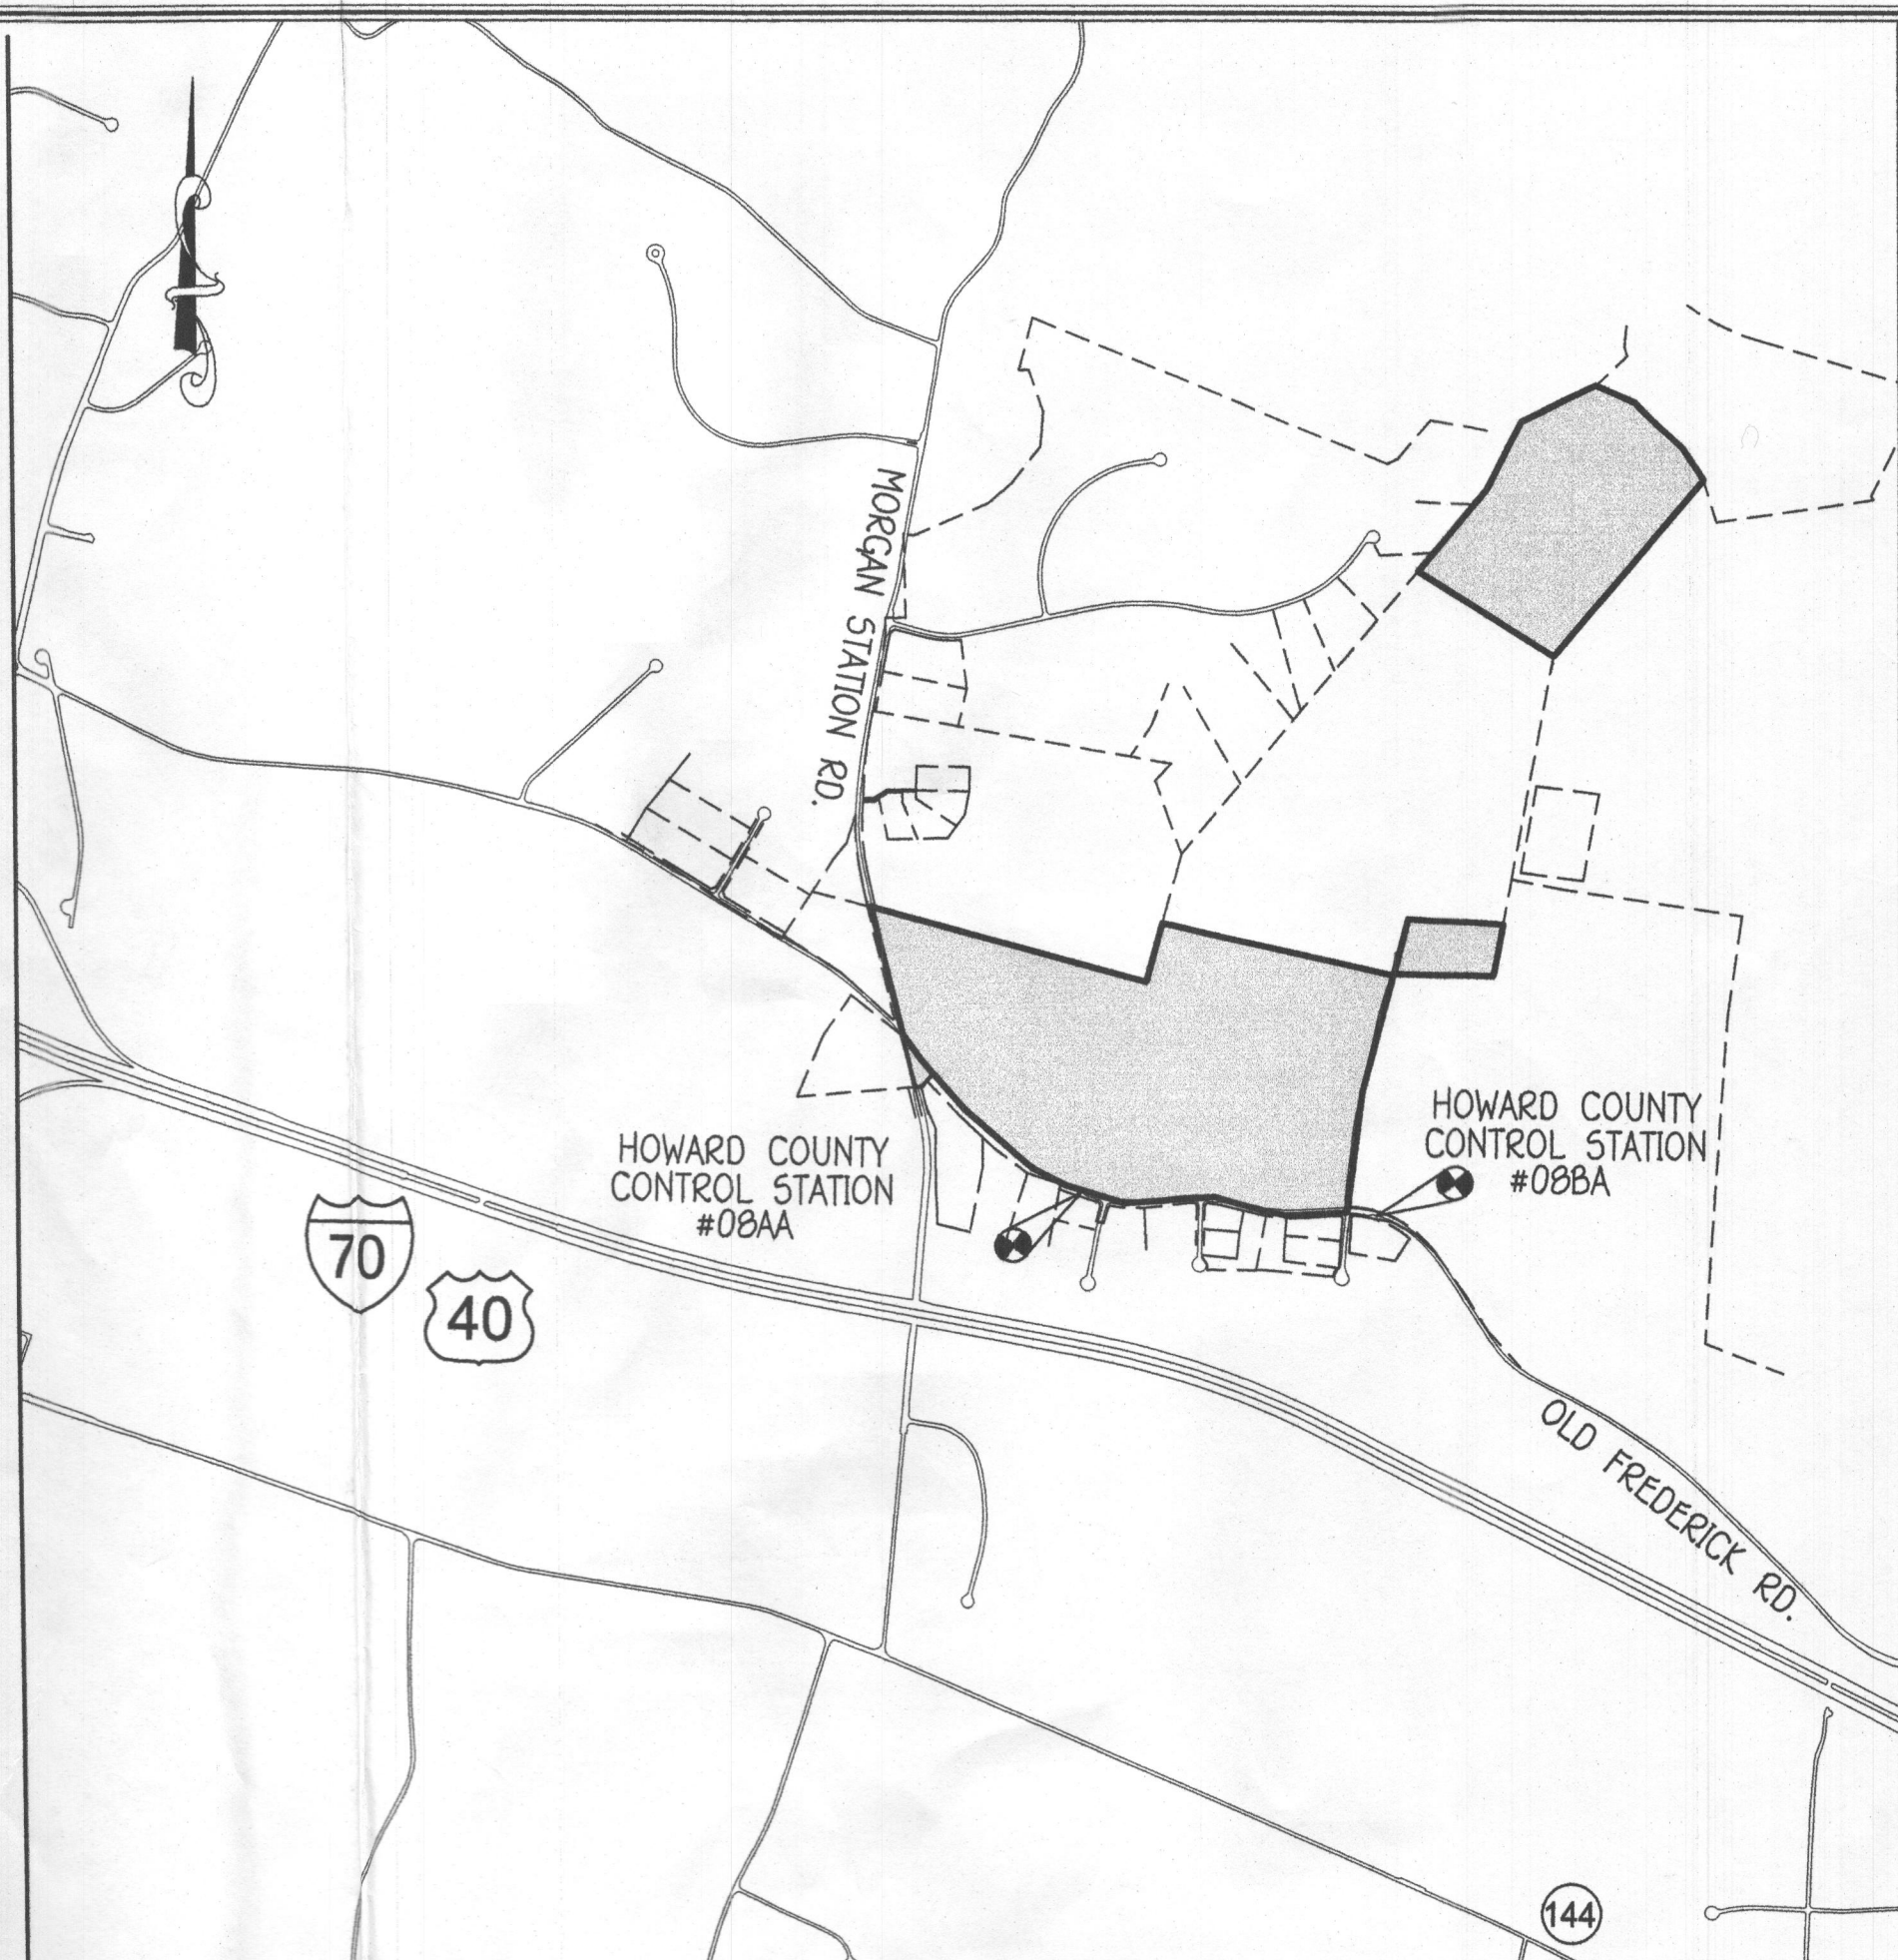 MORGAN STATION RD.
HOWARD COUNTY
CONTROL STATION
#08BA
HOWARD COUNTY
CONTROL STATION
#08AA
70
40
OLD FREDERICK RD.
144